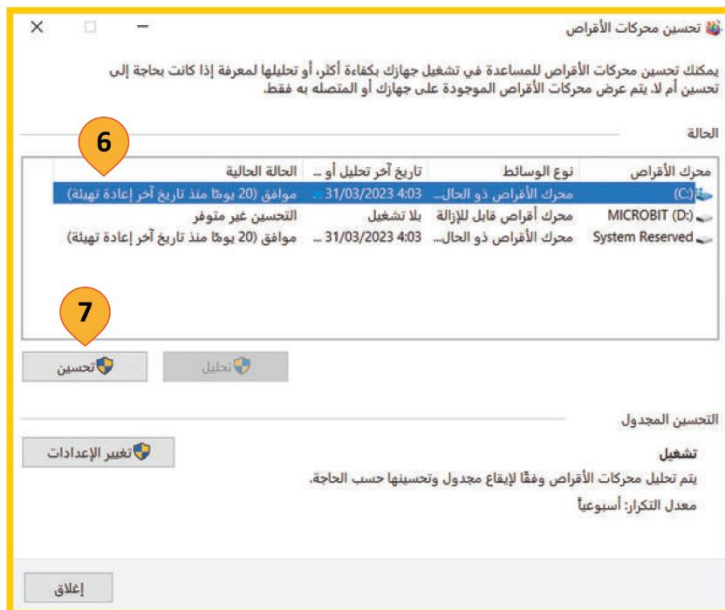 تحسين محركات الأقراص
يمكنك تحسين محركات الأقراص للمساعدة في تشغيل جهازك بكفاءة أكثر، أو تحليلها لمعرفة إذا كانت بحاجة إلى
تحسين أم لا. يتم عرض محركات الأقراص الموجودة على جهازك أو المتصله به فقط.
الحالة
6
محرك الأقراص نوع الوسائط تاريخ آخر تحليل أو ... الحالة الحالية
(C:) محرك الأقراص ذو الحال... 31/03/2023 4:03 موافق (20 يومًا منذ تاريخ آخر إعادة تهيئة)
MICROBIT (D:) محرك أقراص قابل للإزالة بلا تشغيل التحسين غير متوفر
System Reserved محرك الأقراص ذو الحال... 31/03/2023 4:03 ... موافق (20 يومًا منذ تاريخ آخر إعادة تهيئة)
7
تحليل تحسين
التحسين المجدول
تشغيل تغيير الإعدادات
يتم تحليل محركات الأقراص وفقًا لإيقاع مجدول وتحسينها حسب الحاجة.
معدل التكرار: أسبوعياً
إغلاق